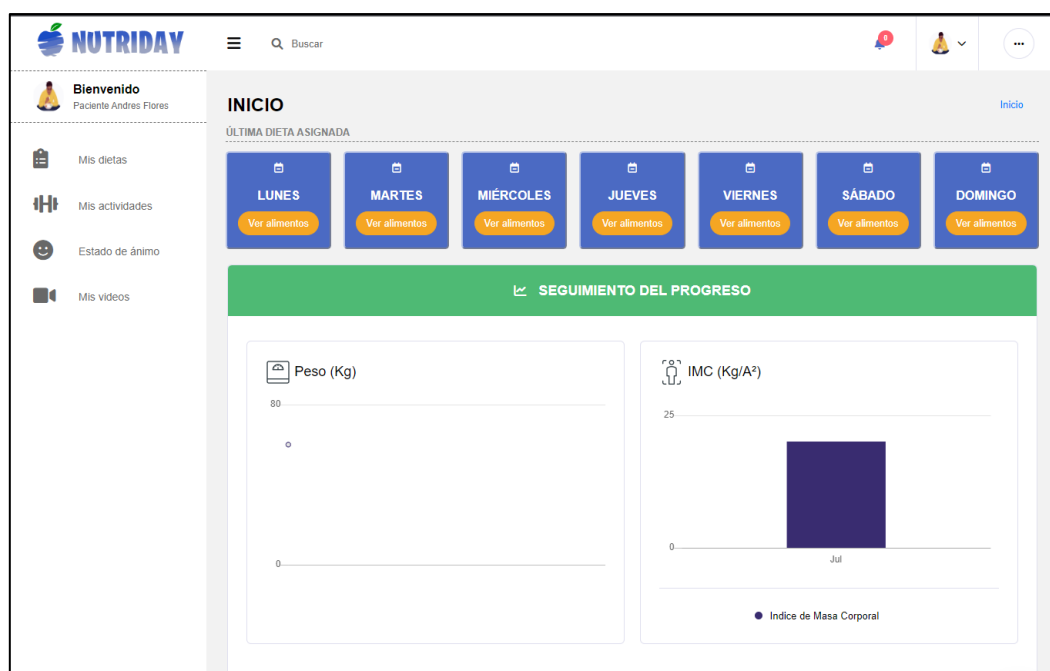 NUTRIDAY
Buscar
0
Bienvenido
Paciente Andres Flores
Mis dietas
Mis actividades
Estado de ánimo
Mis videos
INICIO
Inicio
ÚLTIMA DIETA ASIGNADA
LUNES MARTES MIÉRCOLES JUEVES VIERNES SÁBADO DOMINGO
Ver alimentos Ver alimentos Ver alimentos Ver alimentos Ver alimentos Ver alimentos Ver alimentos
SEGUIMIENTO DEL PROGRESO
Peso (Kg)
80
0
IMC (Kg/A²)
25
0
Jul
Indice de Masa Corporal